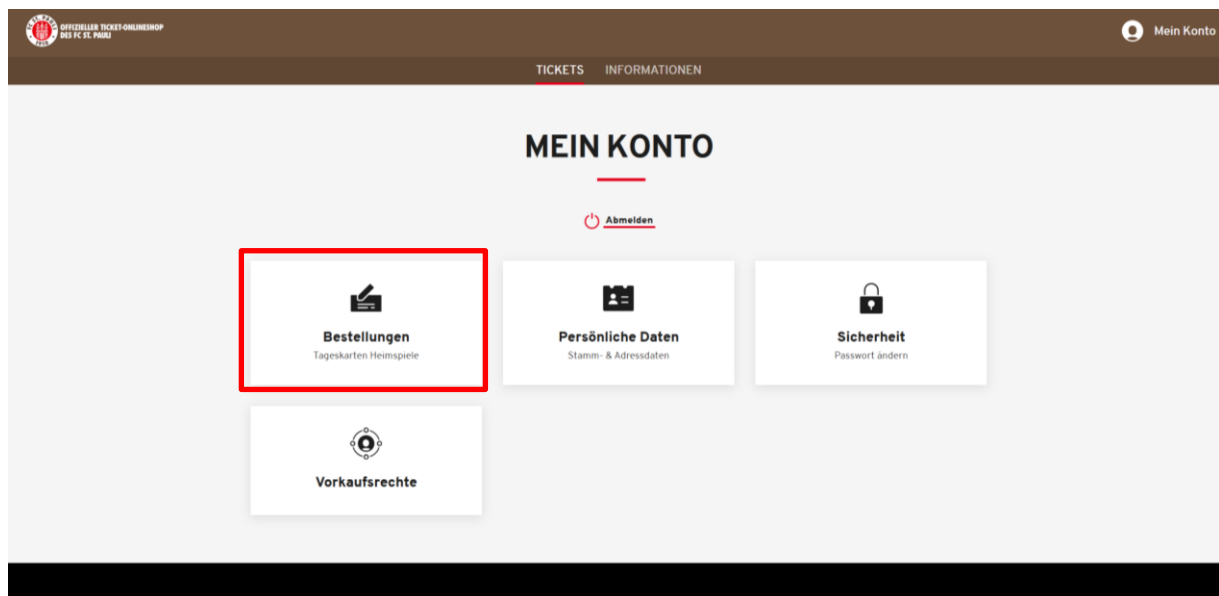 OFFIZIELLER TICKET-ONLINESHOP
DES FC ST. PAULI
Mein Konto
TICKETS INFORMATIONEN
MEIN KONTO
Abmelden
Bestellungen
Tageskarten Heimspiele
Persönliche Daten
Stamm- & Adressdaten
Sicherheit
Passwort ändern
Vorkaufsrechte